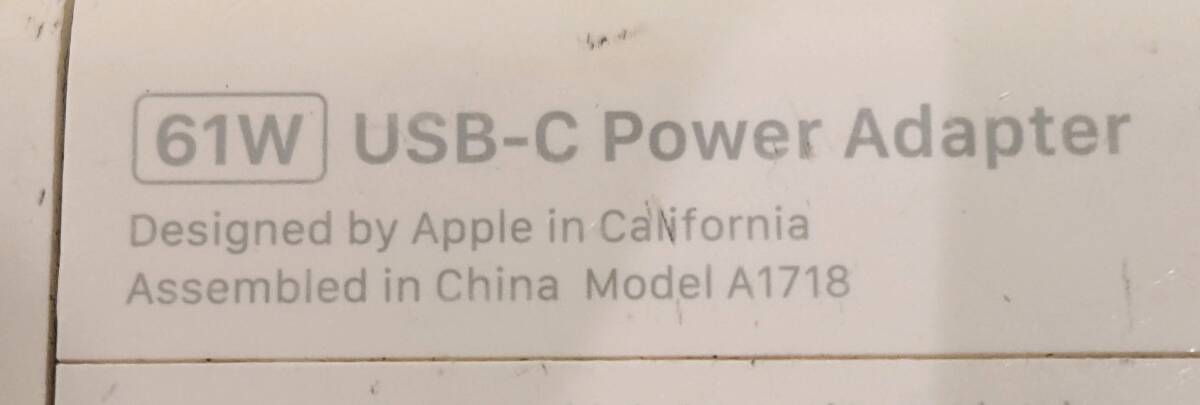 61W USB-C Power Adapter
Designed by Apple in California
Assembled in China Model A1718